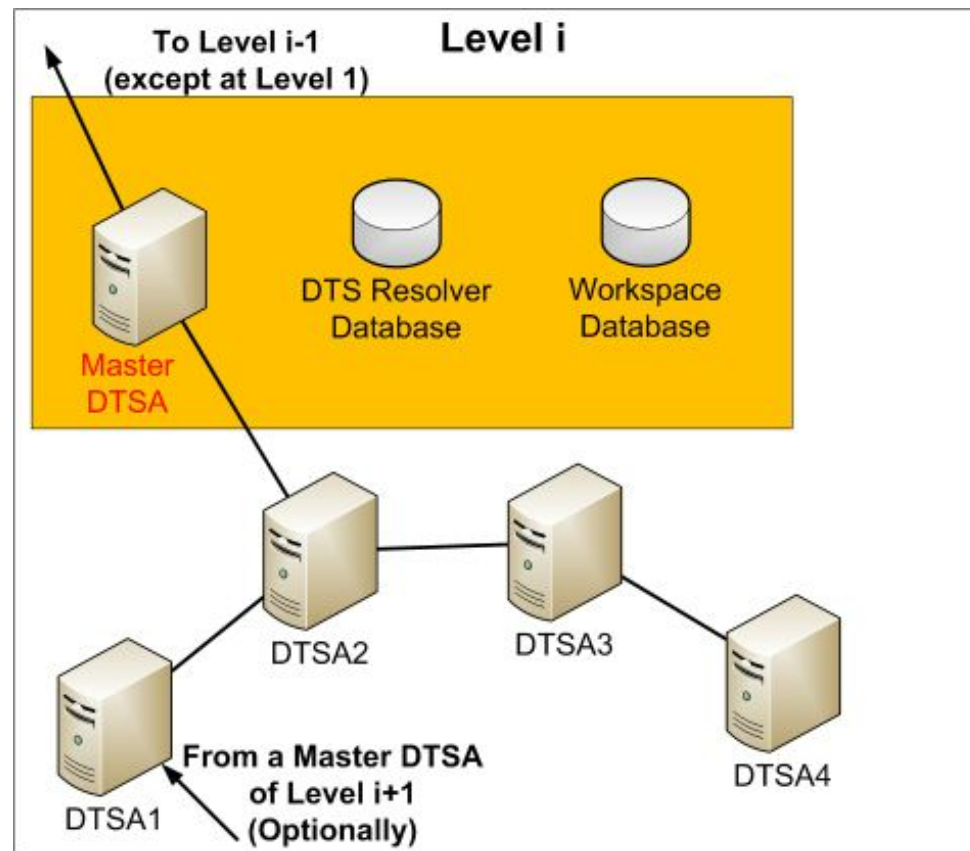 To Level i-1
(except at Level 1)
Level i
Master
DTSA
DTS Resolver
Database
Workspace
Database
DTSA2
DTSA3
DTSA1
DTSA4
From a Master DTSA
of Level i+1
(Optionally)